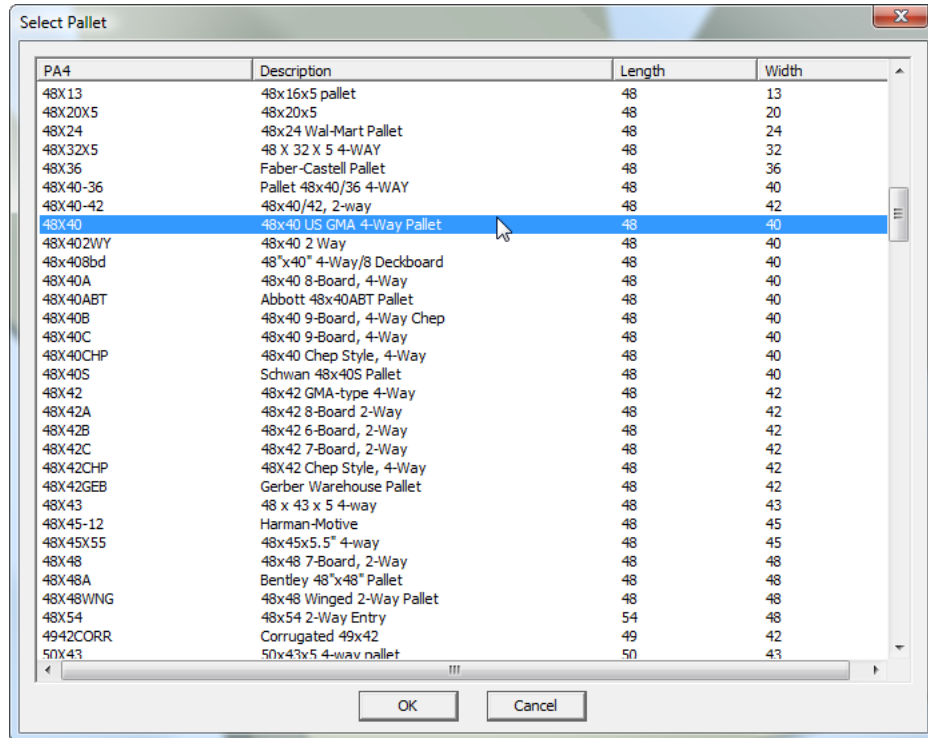 Select Pallet
PA4 Description Length Width
48X13 48x16x5 pallet 48 13
48X20X5 48x20x5 48 20
48X24 48x24 Wal-Mart Pallet 48 24
48X32X5 48 X 32 X 5 4-WAY 48 32
48X36 Faber-Castell Pallet 48 36
48X40-36 Pallet 48x40/36 4-WAY 48 40
48X40-42 48x40/42, 2-way 48 42
48X40 48x40 US GMA 4-Way Pallet 48 40
48X402WY 48x40 2 Way 48 40
48x408bd 48"x40" 4-Way/8 Deckboard 48 40
48X40A 48x40 8-Board, 4-Way 48 40
48X40ABT Abbott 48x40ABT Pallet 48 40
48X40B 48x40 9-Board, 4-Way Chep 48 40
48X40C 48x40 9-Board, 4-Way 48 40
48X40CHP 48x40 Chep Style, 4-Way 48 40
48X40S Schwan 48x40S Pallet 48 40
48X42 48x42 GMA-type 4-Way 48 42
48X42A 48x42 8-Board 2-Way 48 42
48X42B 48x42 6-Board, 2-Way 48 42
48X42C 48x42 7-Board, 2-Way 48 42
48X42CHP 48X42 Chep Style, 4-Way 48 42
48X42GEB Gerber Warehouse Pallet 48 42
48X43 48 x 43 x 5 4-way 48 43
48X45-12 Harman-Motive 48 45
48X45X55 48x45x5.5" 4-way 48 45
48X48 48x48 7-Board, 2-Way 48 48
48X48A Bentley 48"x48" Pallet 48 48
48X48WNG 48x48 Winged 2-Way Pallet 48 48
48X54 48x54 2-Way Entry 54 48
4942CORR Corrugated 49x42 49 42
50X43 50x43x5 4-way pallet 50 43
OK Cancel